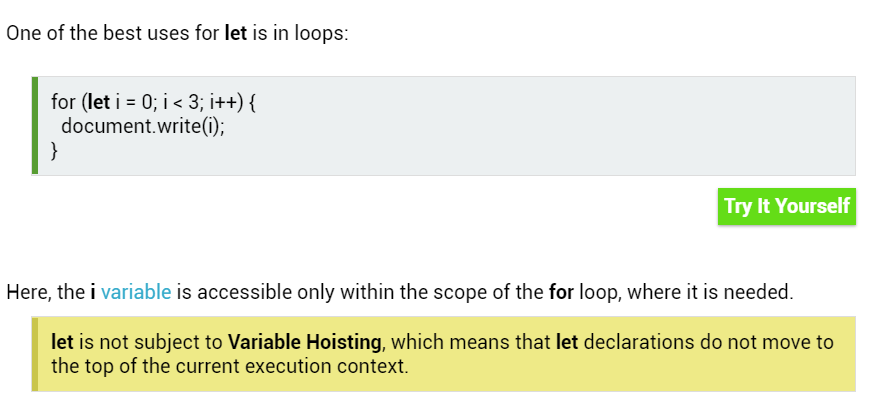 One of the best uses for let is in loops:
for (let i = 0; i < 3; i++) {
  document.write(i);
}
Try It Yourself
Here, the i variable is accessible only within the scope of the for loop, where it is needed.
let is not subject to Variable Hoisting, which means that let declarations do not move to
the top of the current execution context.